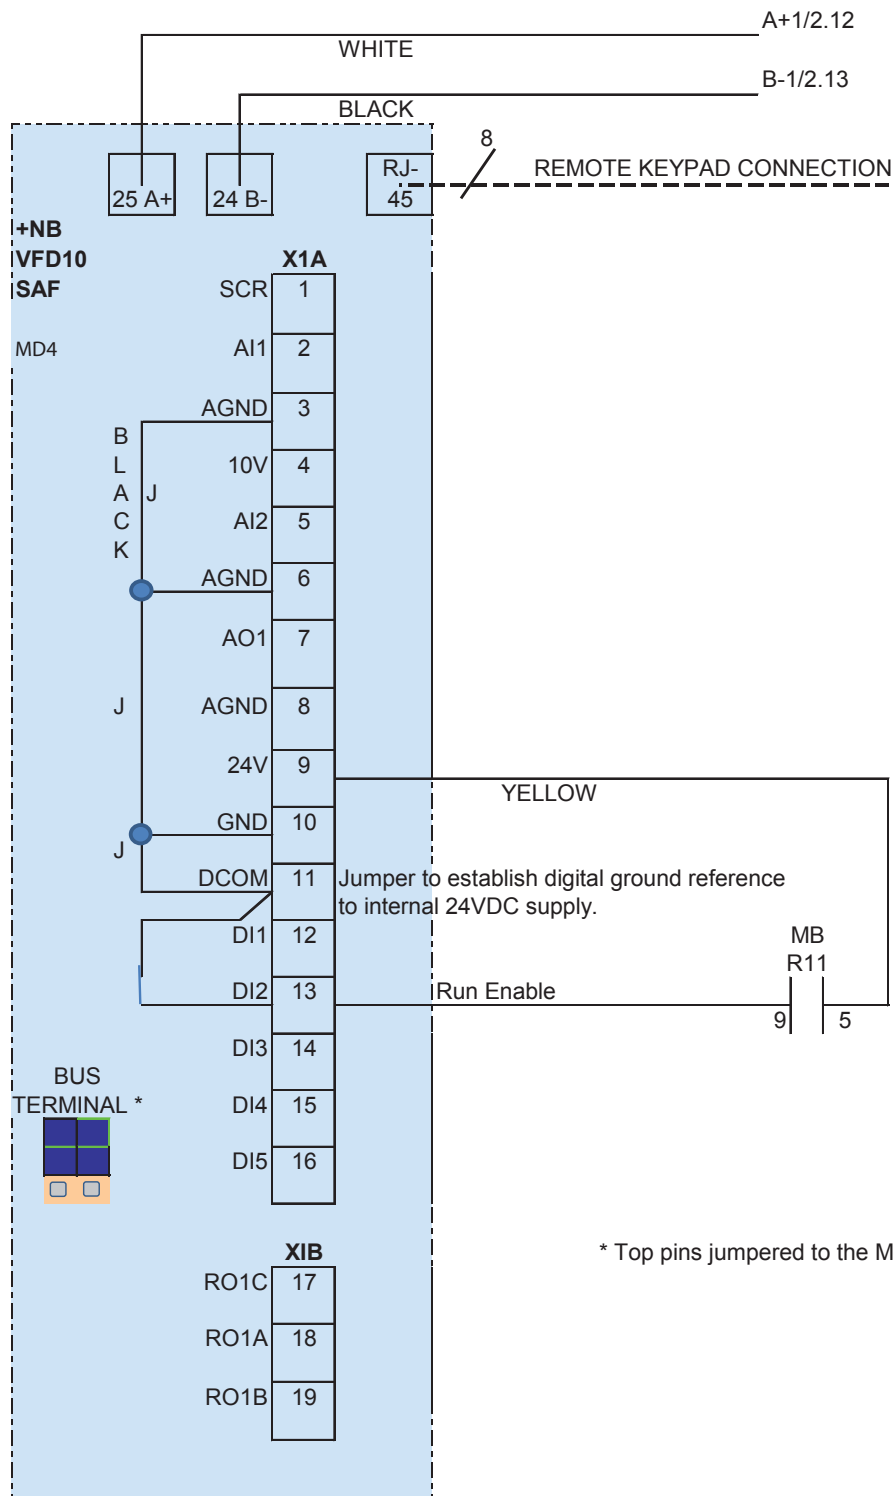 A+1/2.12
WHITE
B-1/2.13
BLACK
8
REMOTE KEYPAD CONNECTION
25 A+
24 B-
RJ-
45
+NB
VFD10
SAF
MD4
X1A
SCR 1
AI1 2
AGND 3
BLACK
J
10V 4
AI2 5
AGND 6
AO1 7
J
AGND 8
24V 9
YELLOW
GND 10
J
DCOM 11
Jumper to establish digital ground reference
to internal 24VDC supply.
DI1 12
MB
R11
DI2 13
Run Enable
9 5
DI3 14
BUS
TERMINAL *
DI4 15
DI5 16
* Top pins jumpered to the M
XIB
RO1C 17
RO1A 18
RO1B 19